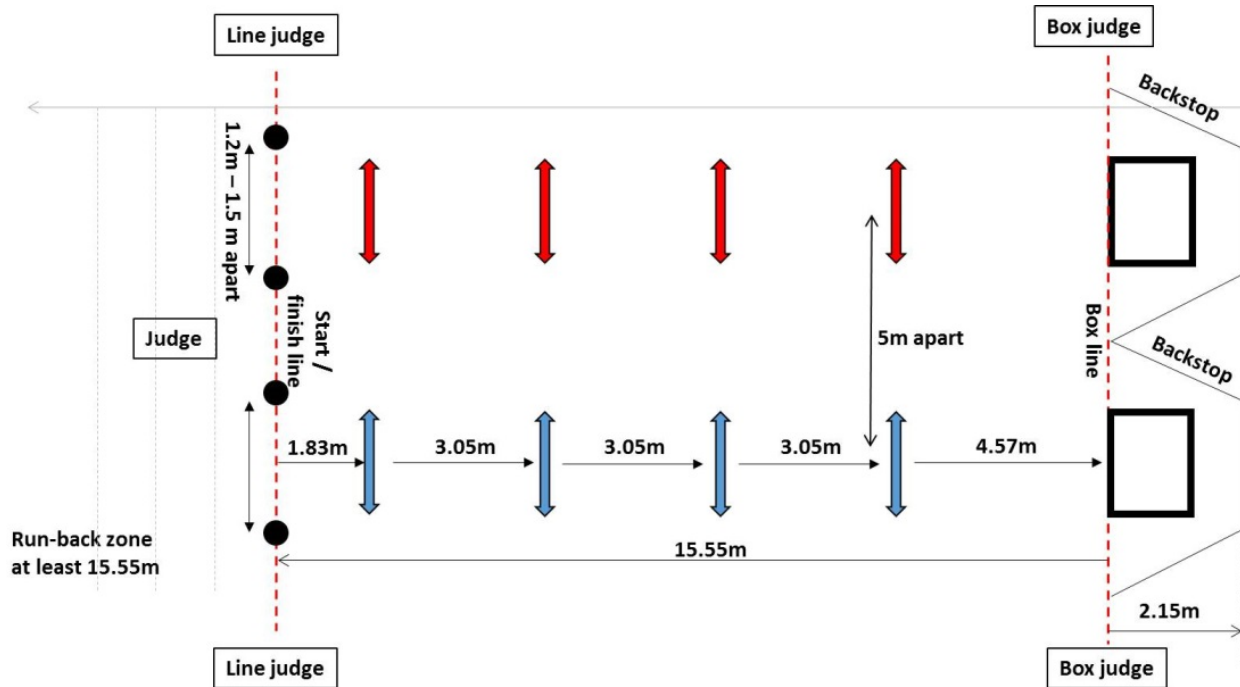 Line judge
Box judge
Backstop
1.2m – 1.5 m apart
Start /
finish line
Judge
5m apart
Box line
Backstop
1.83m
3.05m
3.05m
3.05m
4.57m
Run-back zone
at least 15.55m
15.55m
2.15m
Line judge
Box judge